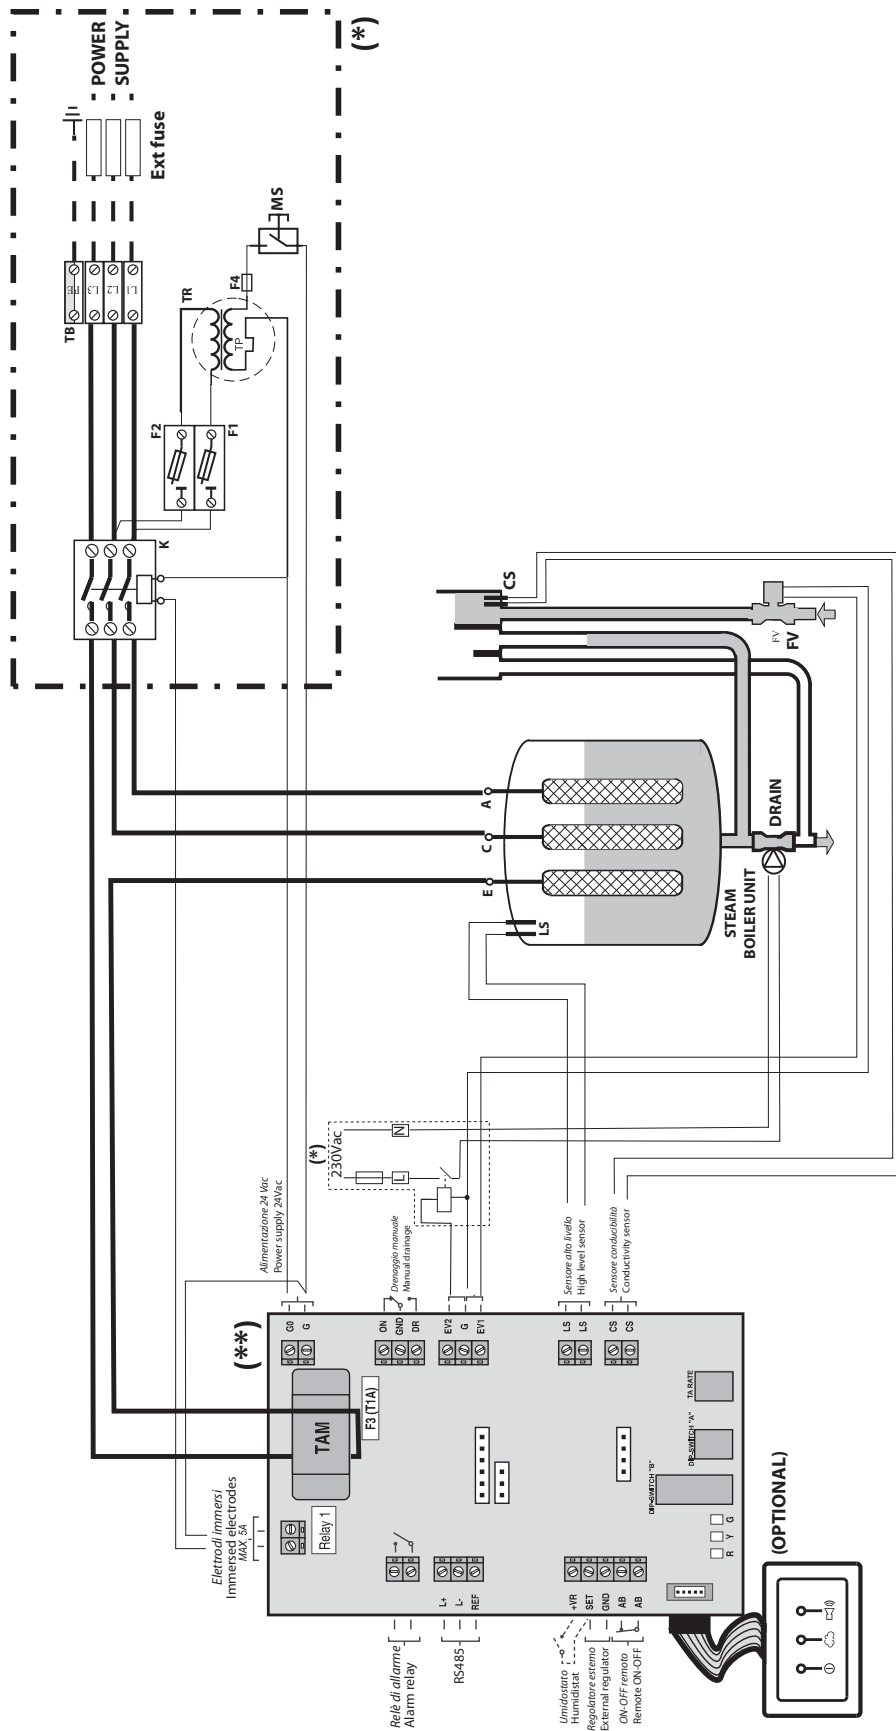 POWER
SUPPLY
(*)
Ext fuse
MS
F4
TR
TP
TB
PE
L3
L2
L1
F2
F1
K
CS
FV
FV
A
C
E
LS
DRAIN
STEAM
BOILER UNIT
(*)
230Vac
N
L
Alimentazione 24 Vac
Power supply 24Vac
Drenaggio manuale
Manual drainage
Sensore alto livello
High level sensor
Sensore conducibilità
Conductivity sensor
(**)
G0
G
ON
GND
DR
EV2
G
EV1
LS
LS
CS
CS
TAM
F3 (T1A)
TA RATE
DIP-SWITCH "A"
DIP-SWITCH "B"
Elettrodi immersi
Immersed electrodes
MAX. 5A
Relay 1
R
Y
G
L+
L-
REF
+VR
SET
GND
AB
AB
Relè di allarme
Alarm relay
RS485
Umidostato
Humidistat
Regolatore esterno
External regulator
ON-OFF remoto
Remote ON-OFF
(OPTIONAL)